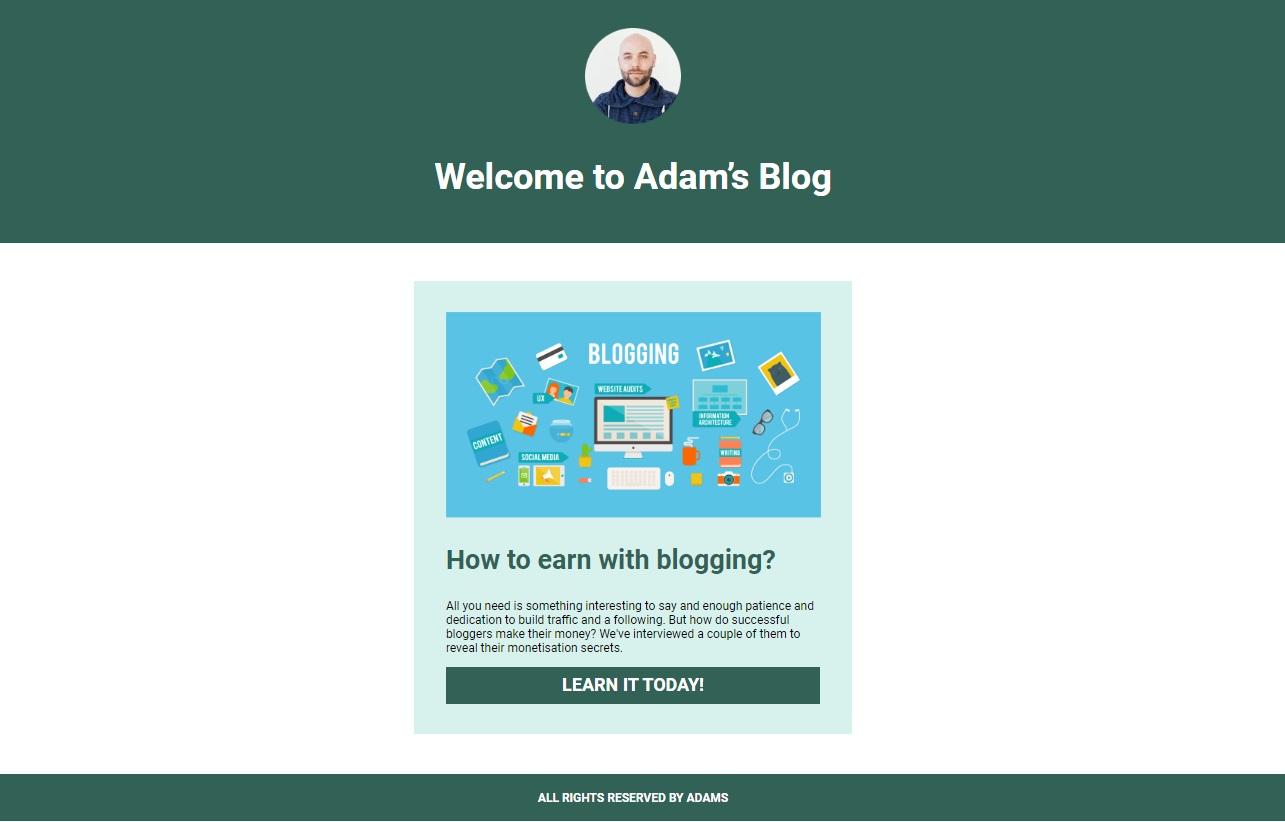 Welcome to Adam’s Blog
BLOGGING
WEBSITE AUDITS
UX
INFORMATION
ARCHITECTURE
CONTENT
WRITING
SOCIAL MEDIA
How to earn with blogging?
All you need is something interesting to say and enough patience and
dedication to build traffic and a following. But how do successful
bloggers make their money? We've interviewed a couple of them to
reveal their monetisation secrets.
LEARN IT TODAY!
ALL RIGHTS RESERVED BY ADAMS